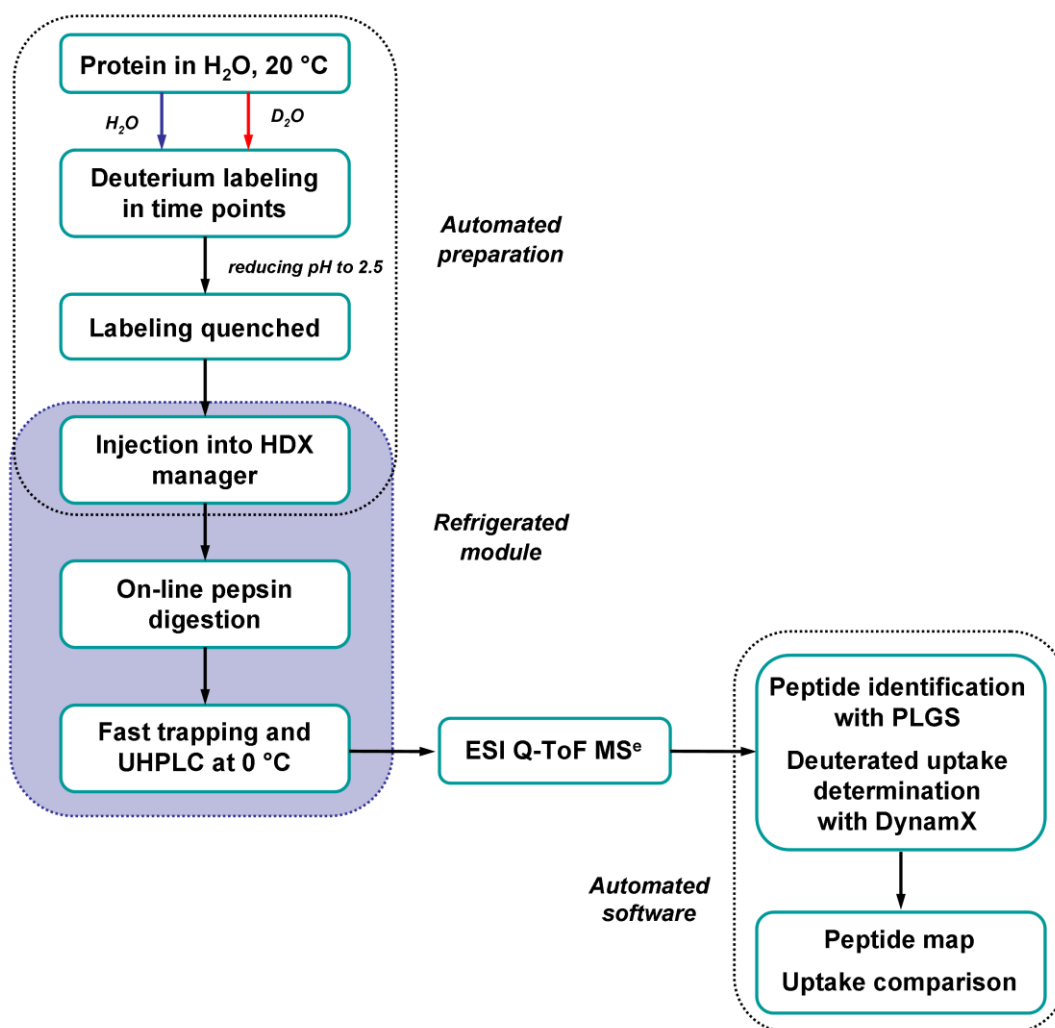 Protein in H₂O, 20 °C
H₂O
D₂O
Deuterium labeling
in time points
Automated
preparation
reducing pH to 2.5
Labeling quenched
Injection into HDX
manager
Refrigerated
module
On-line pepsin
digestion
Fast trapping and
UHPLC at 0 °C
ESI Q-ToF MSᵉ
Peptide identification
with PLGS
Deuterated uptake
determination
with DynamX
Automated
software
Peptide map
Uptake comparison